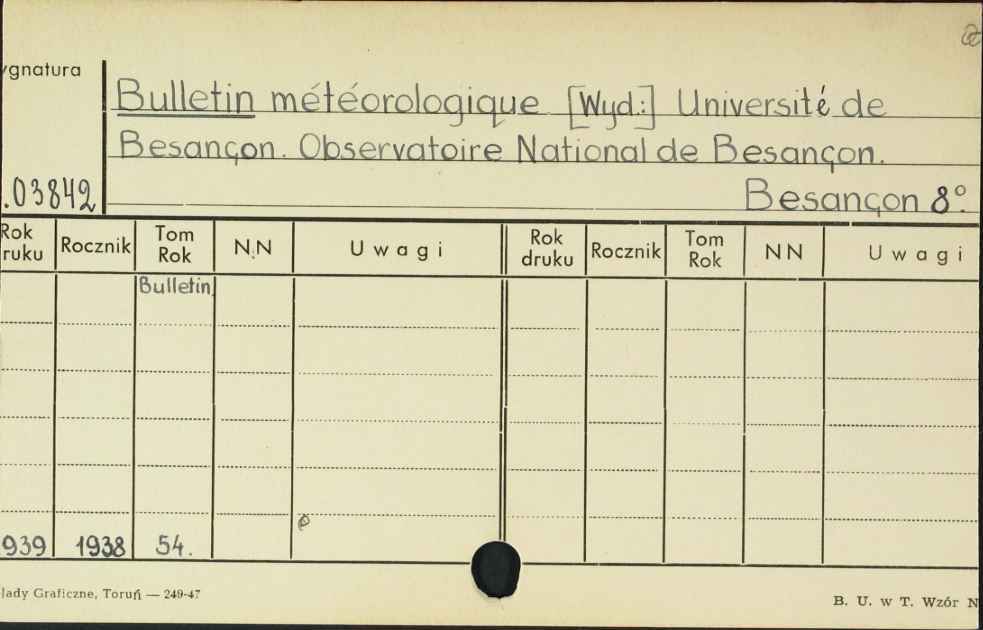 ygnatura
Bulletin météorologique [Wyd:] Université de
Besançon. Observatoire National de Besançon.
.03842 Besançon 8°.
Rok ruku Rocznik Tom Rok N.N Uwagi Rok druku Rocznik Tom Rok NN Uwagi
Bulletin
939 1938 54.
lady Graficzne, Toruń — 249-47
B. U. w T. Wzór N